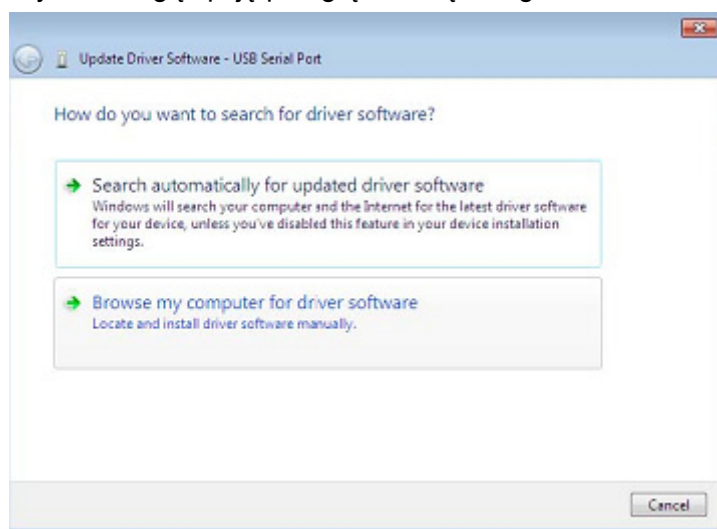 Update Driver Software - USB Serial Port
How do you want to search for driver software?
Search automatically for updated driver software
Windows will search your computer and the Internet for the latest driver software
for your device, unless you've disabled this feature in your device installation
settings.
Browse my computer for driver software
Locate and install driver software manually.
Cancel